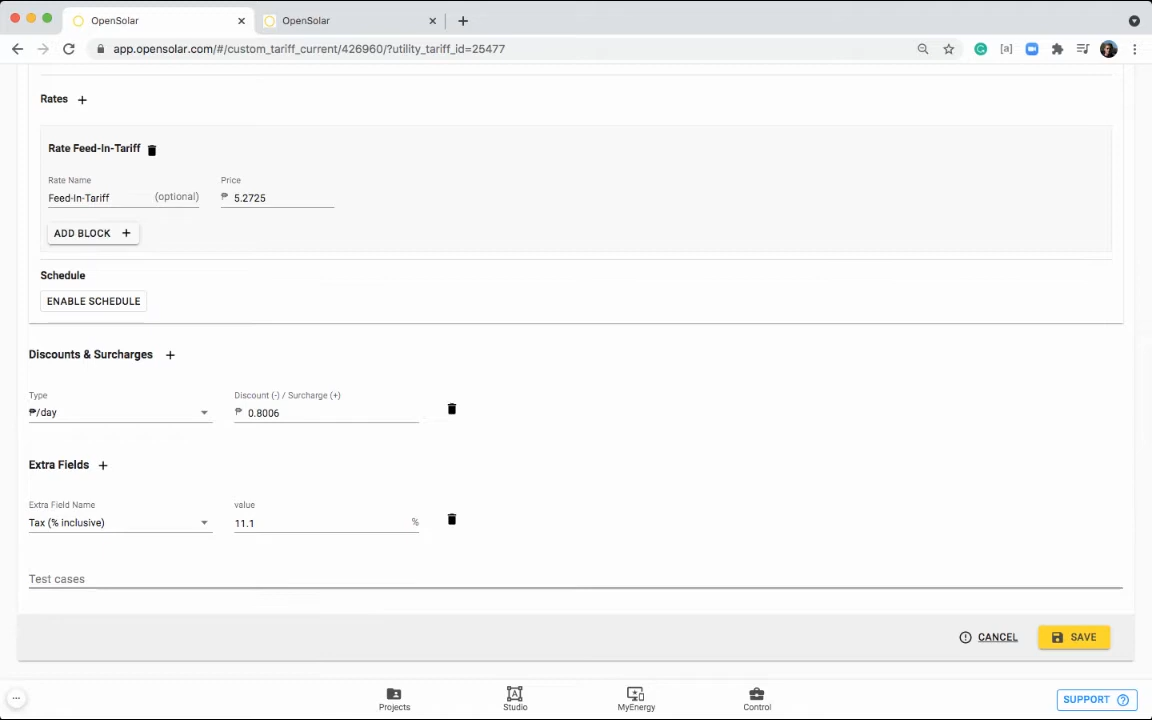 OpenSolar
OpenSolar
app.opensolar.com/#/custom_tariff_current/426960/?utility_tariff_id=25477
Rates +
Rate Feed-In-Tariff
Rate Name
Price
Feed-In-Tariff (optional)
₱ 5.2725
ADD BLOCK +
Schedule
ENABLE SCHEDULE
Discounts & Surcharges +
Type
Discount (-) / Surcharge (+)
₱/day
₱ 0.8006
Extra Fields +
Extra Field Name
value
Tax (% inclusive)
11.1 %
Test cases
CANCEL
SAVE
Projects
Studio
MyEnergy
Control
SUPPORT